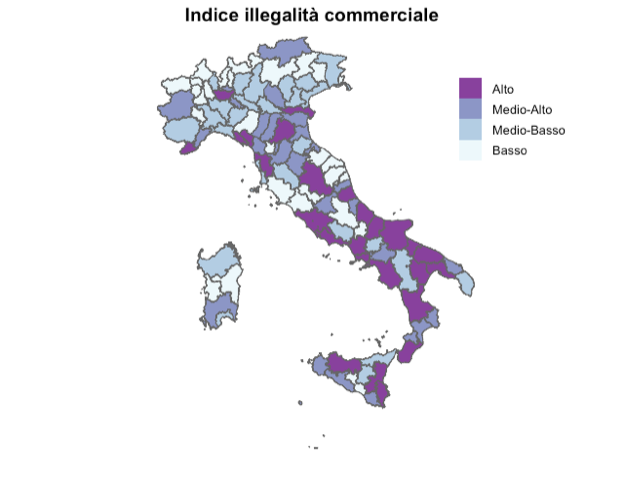 Indice illegalità commerciale
Alto
Medio-Alto
Medio-Basso
Basso